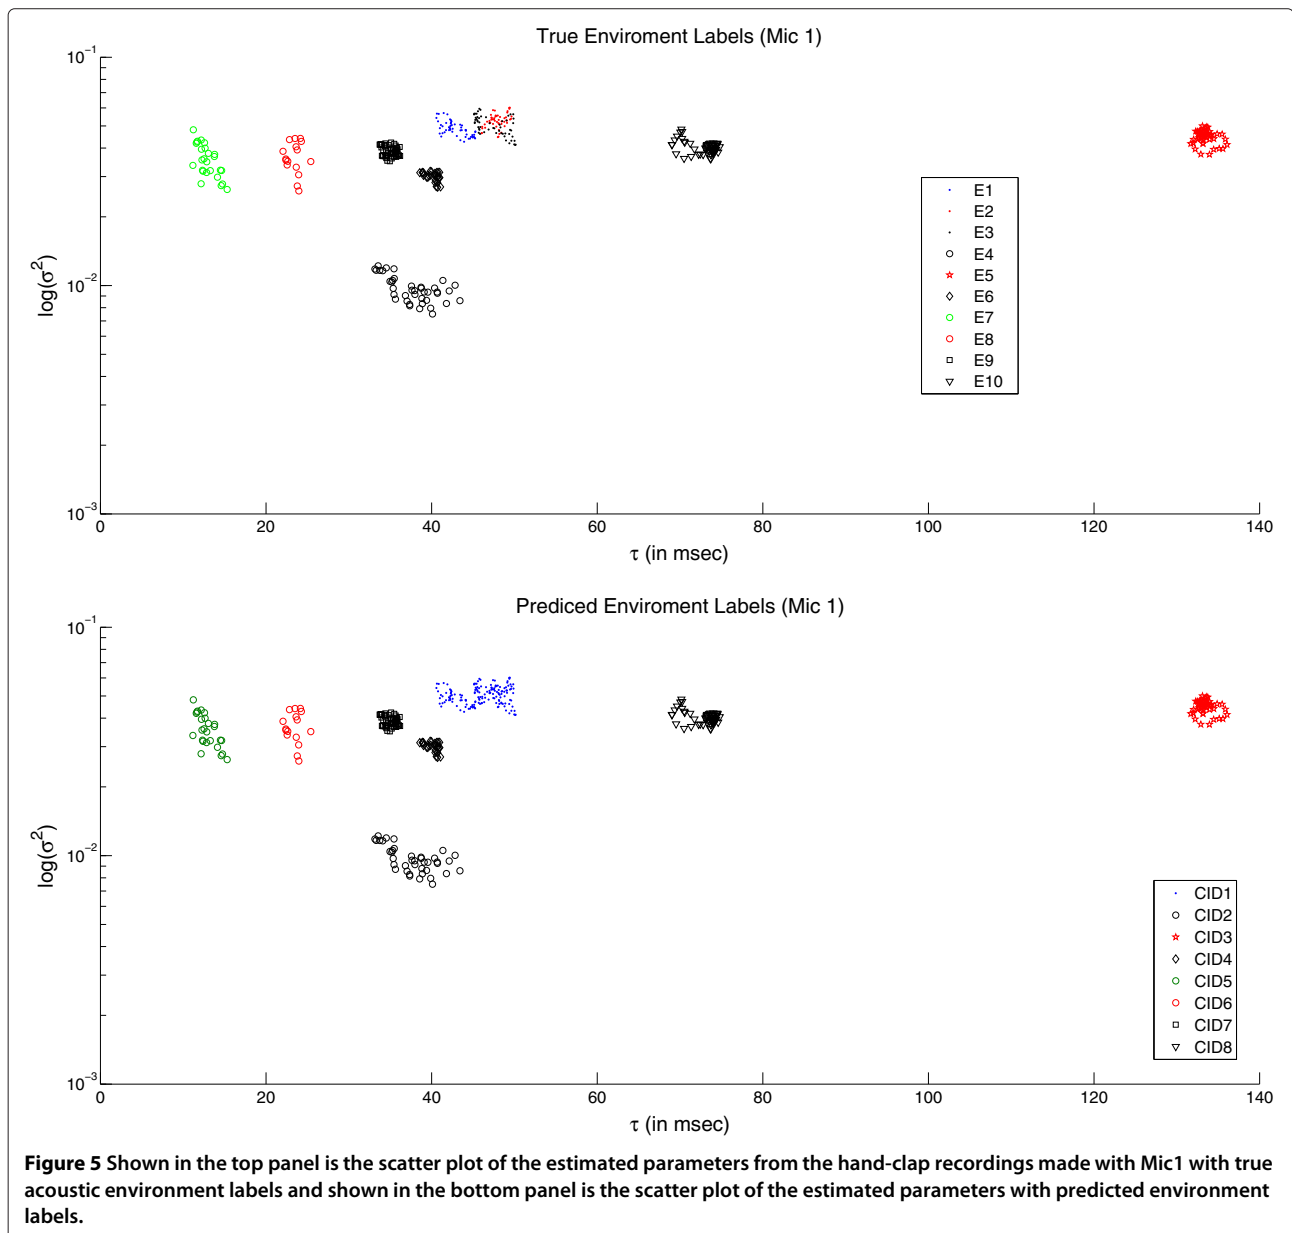 True Enviroment Labels (Mic 1)
10⁻¹
10⁻²
10⁻³
log(σ²)
0 20 40 60 80 100 120 140
τ (in msec)
E1
E2
E3
E4
E5
E6
E7
E8
E9
E10
Prediced Enviroment Labels (Mic 1)
10⁻¹
10⁻²
10⁻³
log(σ²)
0 20 40 60 80 100 120 140
τ (in msec)
CID1
CID2
CID3
CID4
CID5
CID6
CID7
CID8
Figure 5 Shown in the top panel is the scatter plot of the estimated parameters from the hand-clap recordings made with Mic1 with true
acoustic environment labels and shown in the bottom panel is the scatter plot of the estimated parameters with predicted environment
labels.